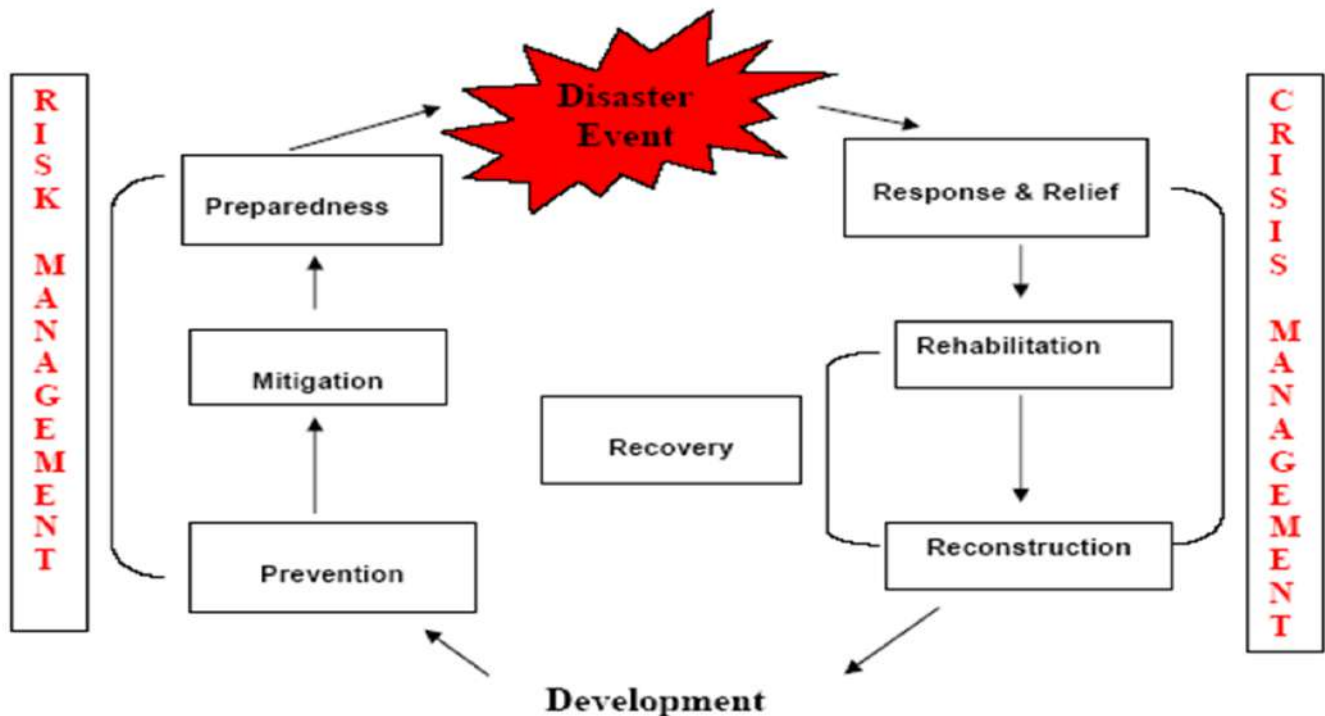 Disaster
Event
RISK MANAGEMENT
CRISIS MANAGEMENT
Preparedness
Response & Relief
Mitigation
Rehabilitation
Recovery
Prevention
Reconstruction
Development